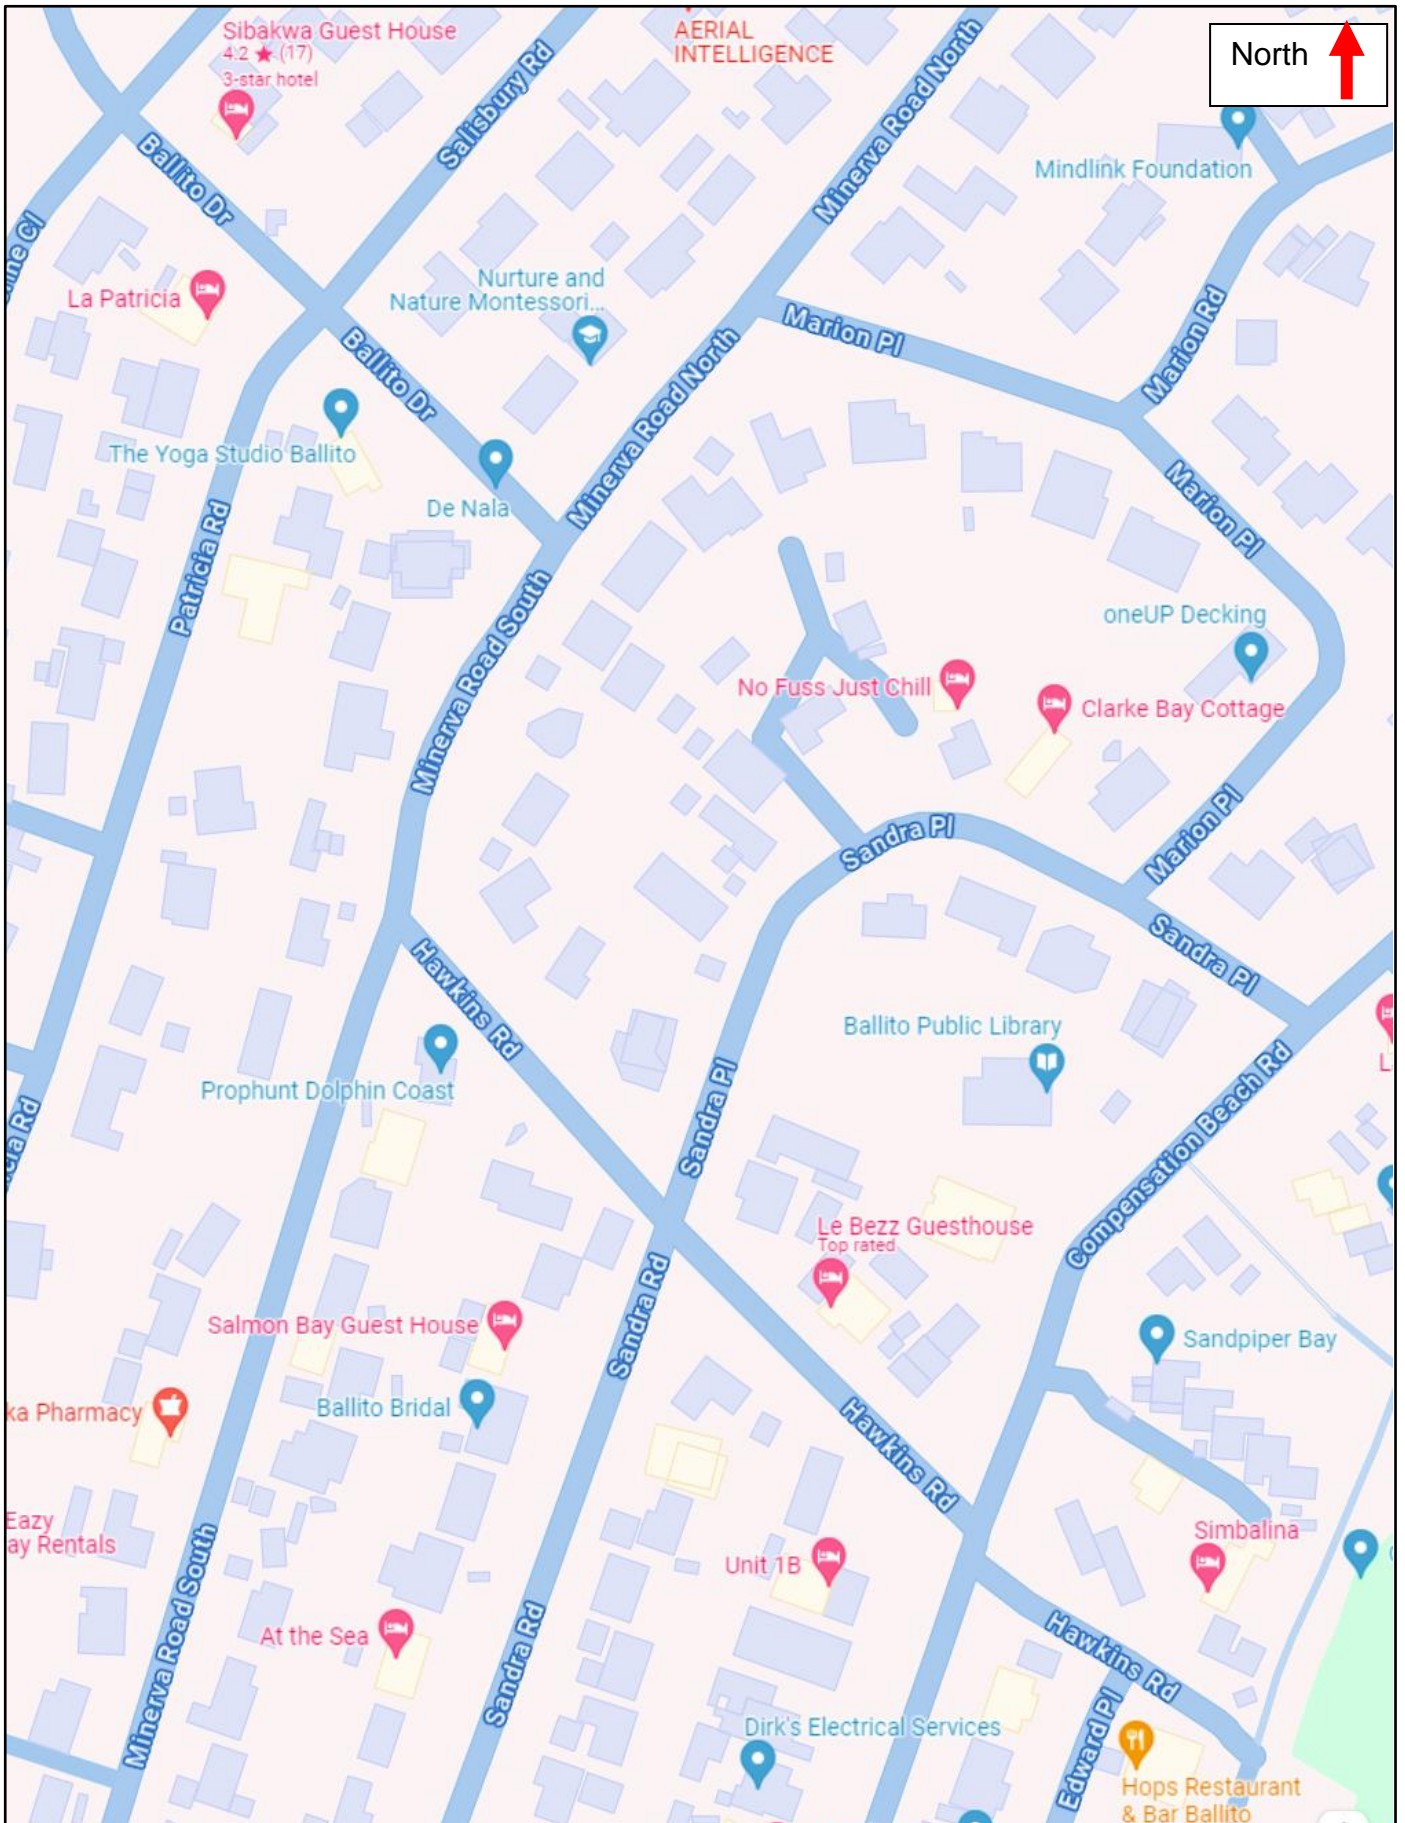 Sibakwa Guest House
4.2 ★ (17)
3-star hotel
AERIAL
INTELLIGENCE
North
Salisbury Rd
Minerva Road North
Mindlink Foundation
Ballito Dr
La Patricia
Nurture and
Nature Montessori...
Marion Pl
Marion Rd
Ballito Dr
Minerva Road North
The Yoga Studio Ballito
De Nala
Marion Pl
Patricia Rd
Minerva Road South
oneUP Decking
No Fuss Just Chill
Clarke Bay Cottage
Marion Pl
Sandra Pl
Sandra Pl
Hawkins Rd
Ballito Public Library
Prophunt Dolphin Coast
Sandra Pl
Compensation Beach Rd
Le Bezz Guesthouse
Top rated
Sandra Rd
Salmon Bay Guest House
Sandpiper Bay
ka Pharmacy
Ballito Bridal
Hawkins Rd
Eazy
ay Rentals
Simbalina
Unit 1B
Minerva Road South
At the Sea
Sandra Rd
Hawkins Rd
Dirk's Electrical Services
Edward Pl
Hops Restaurant
& Bar Ballito